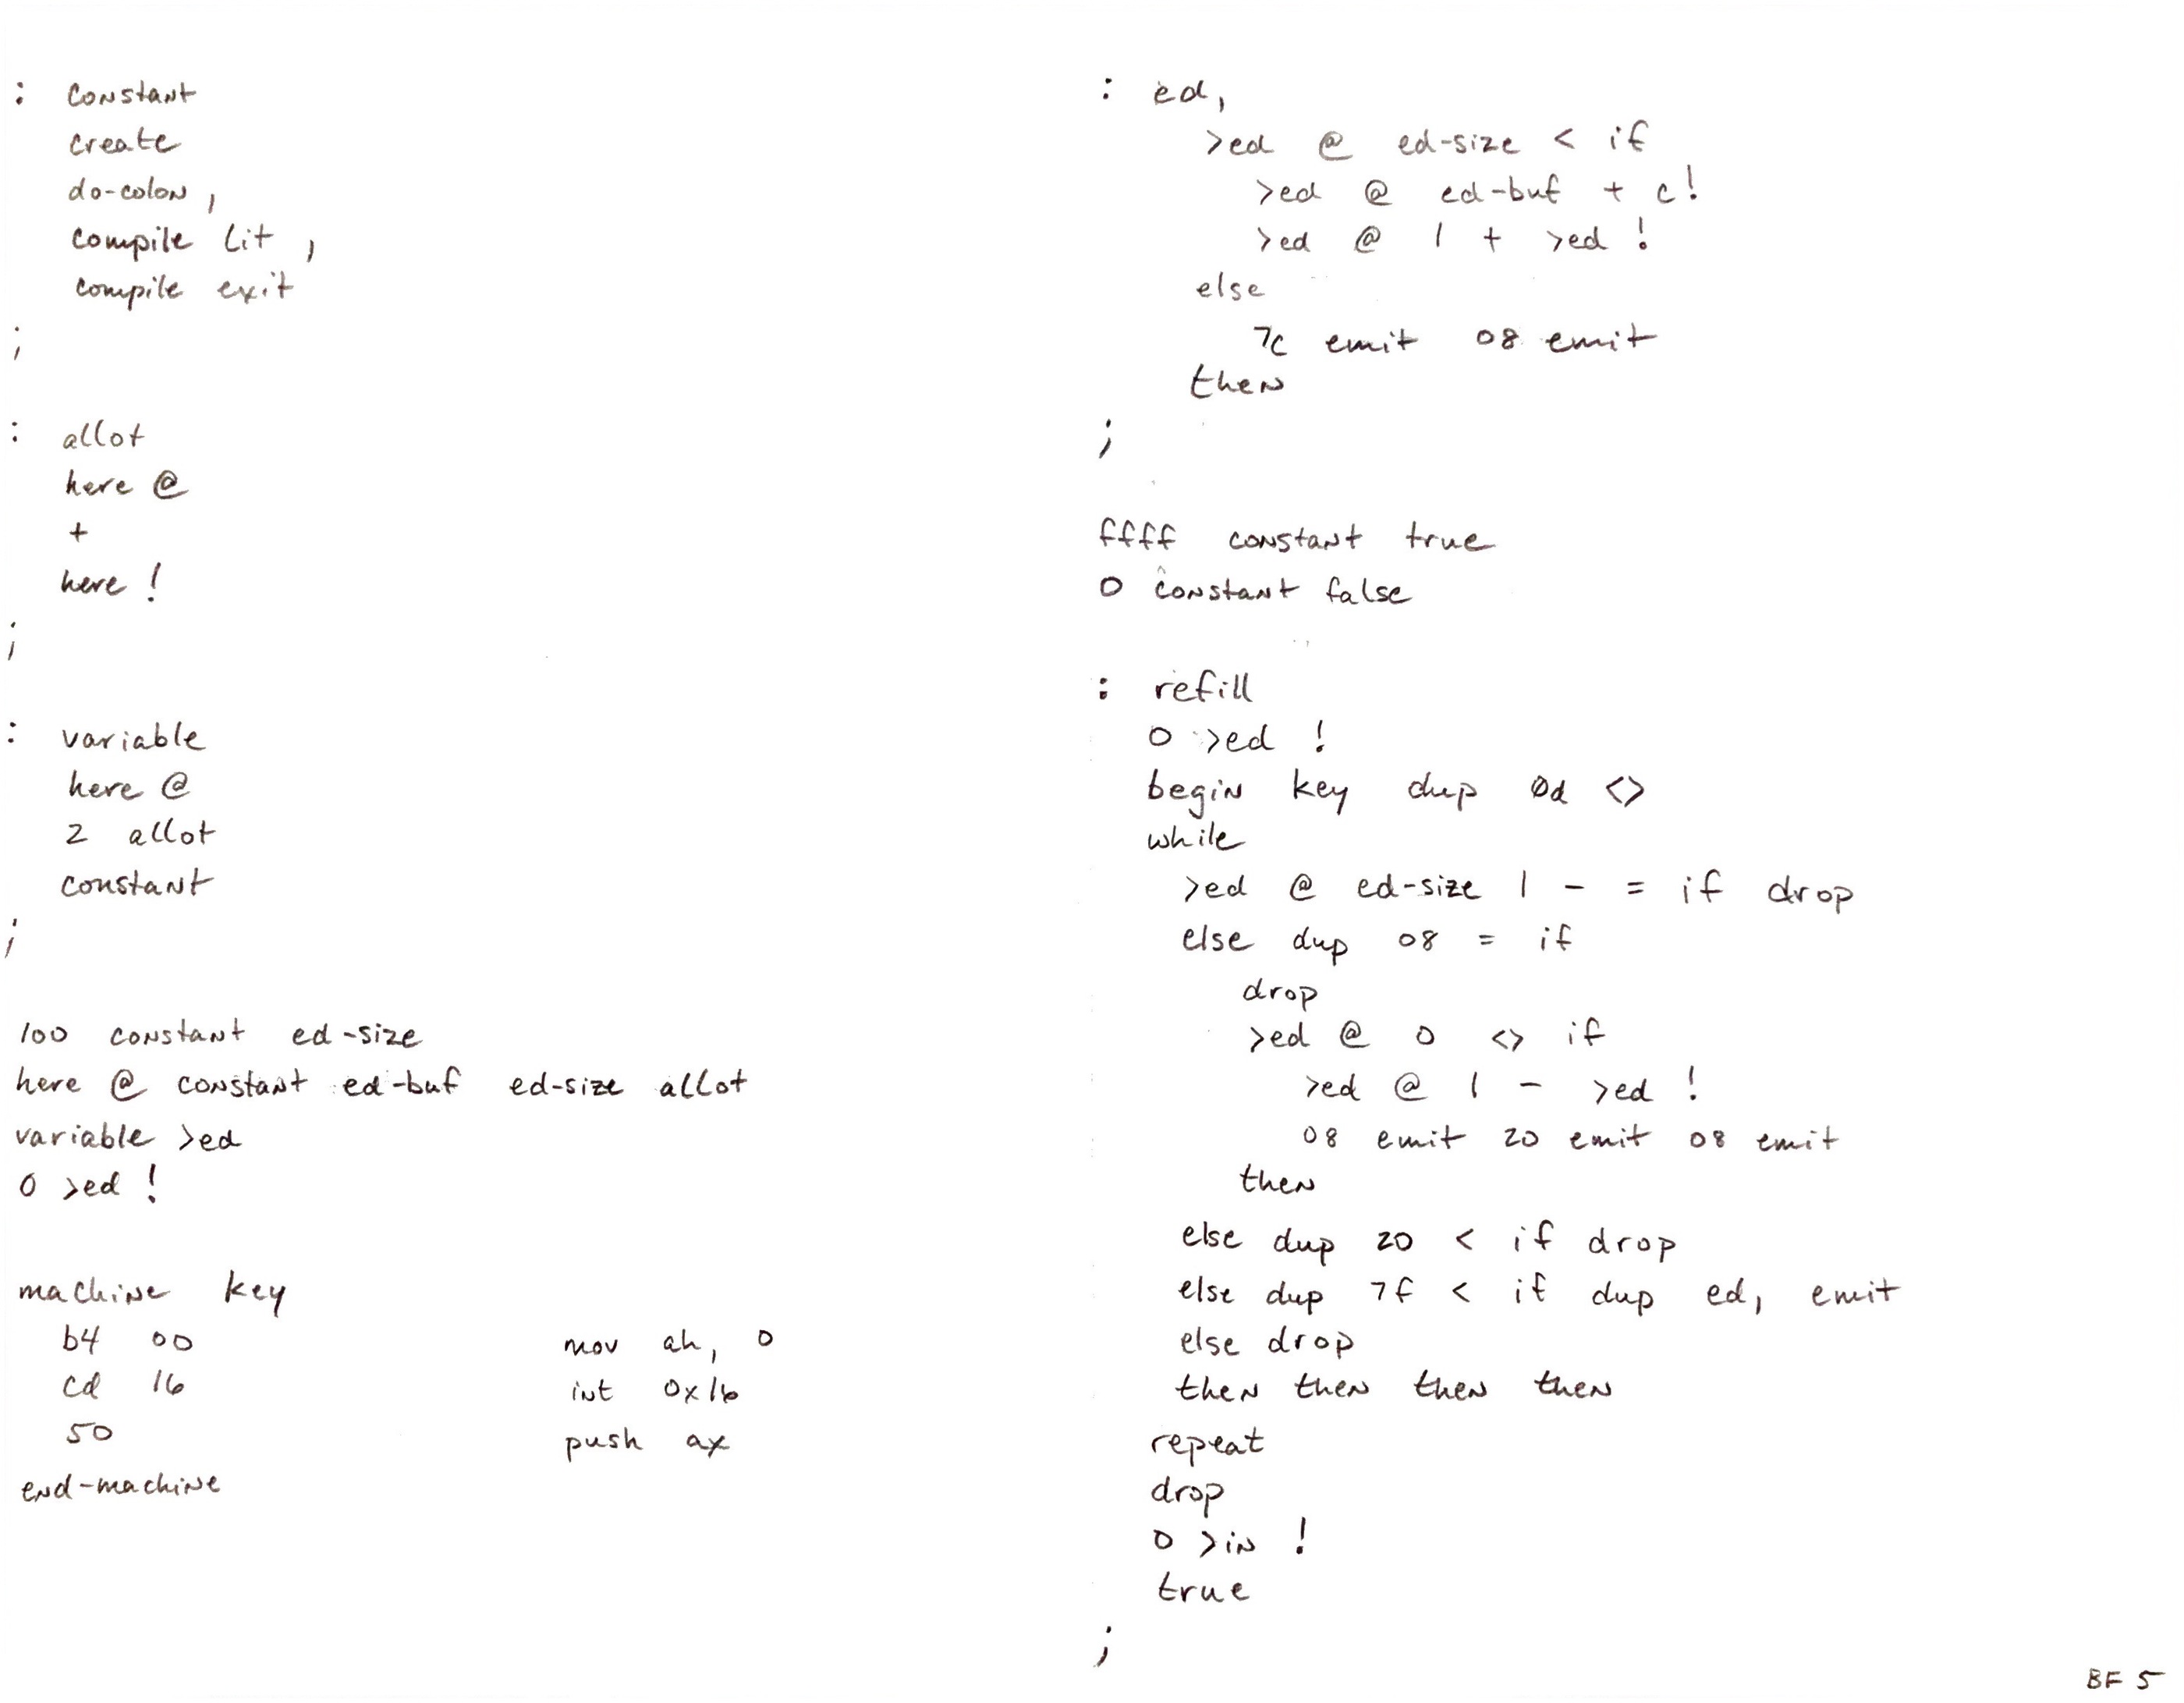 : constant
create
do-colon ,
compile lit ,
compile exit
;
: allot
here @
+
here !
;
: variable
here @
2 allot
constant
;
100 constant ed-size
here @ constant ed-buf ed-size allot
variable >ed
0 >ed !
machine key
b4 00 mov ah, 0
cd 16 int 0x16
50 push ax
end-machine
: ed,
>ed @ ed-size < if
>ed @ ed-buf + c!
>ed @ 1 + >ed !
else
7c emit 08 emit
then
;
ffff constant true
0 constant false
: refill
0 >ed !
begin key dup 0d <>
while
>ed @ ed-size 1 - = if drop
else dup 08 = if
drop
>ed @ 0 <> if
>ed @ 1 - >ed !
08 emit 20 emit 08 emit
then
else dup 20 < if drop
else dup 7f < if dup ed, emit
else drop
then then then then
repeat
drop
0 >in !
true
;
BF 5